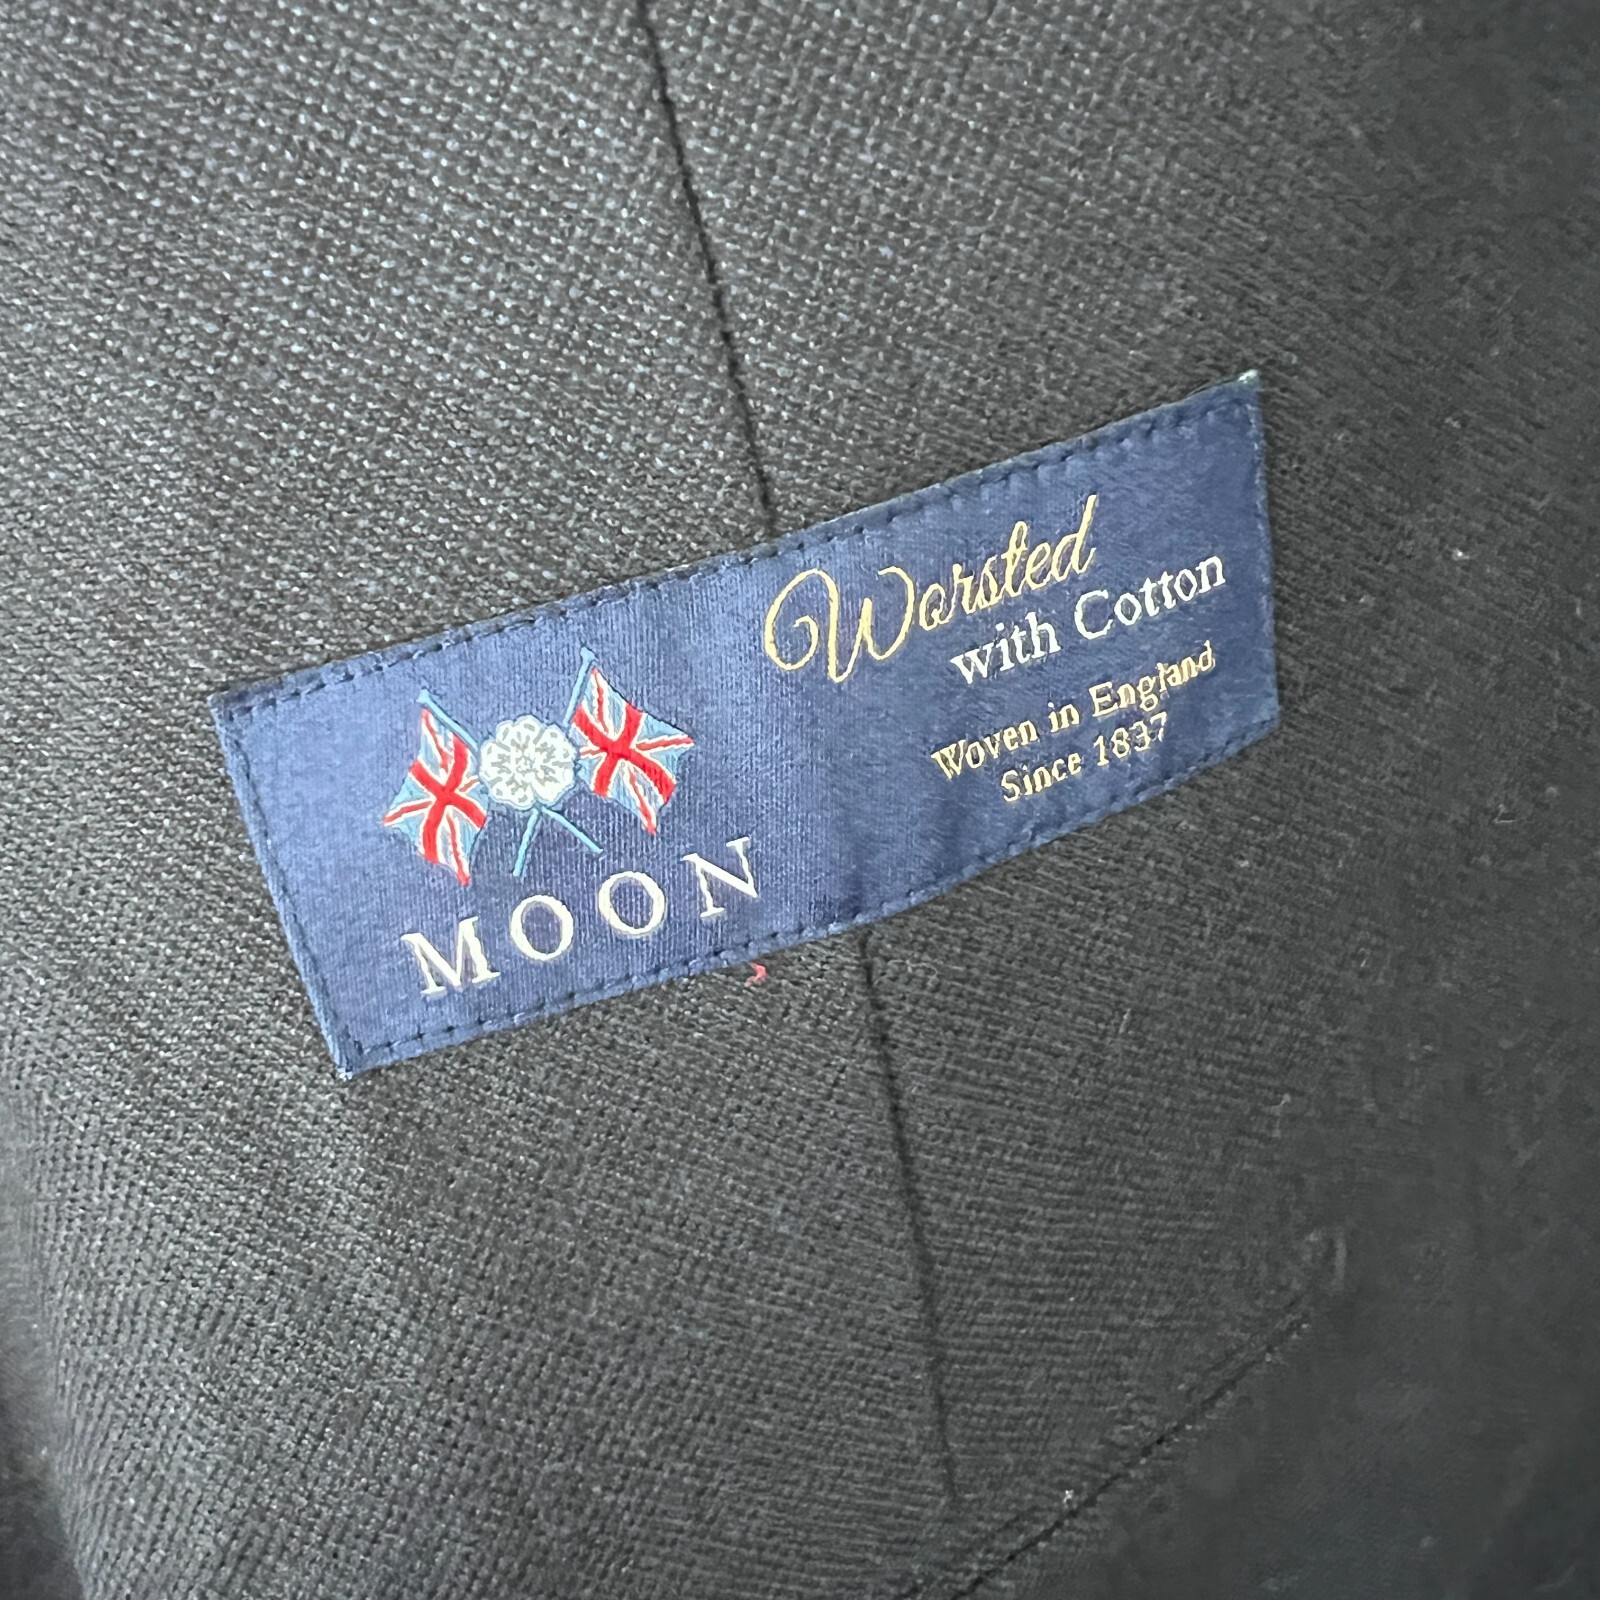 MOON
Worsted
with Cotton
Woven in England
Since 1837